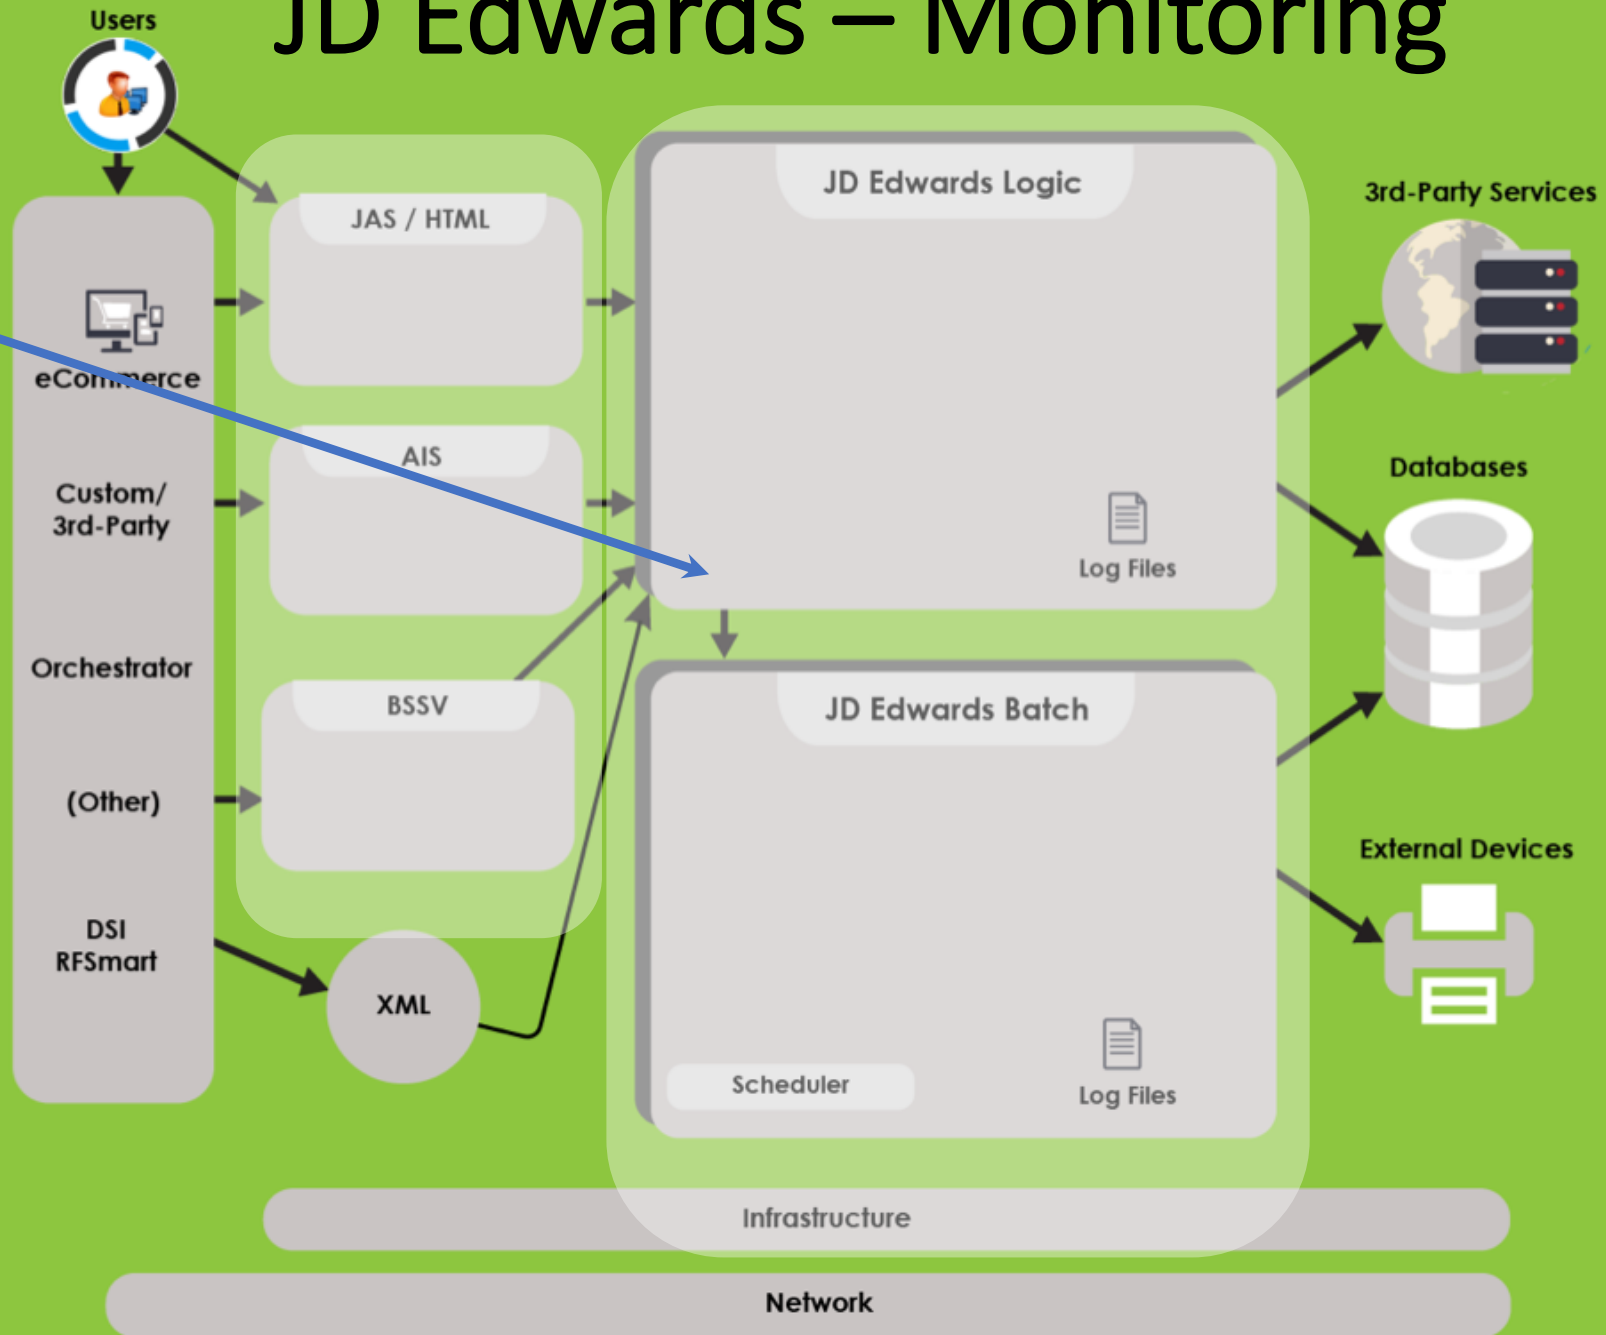 JD Edwards – Monitoring
Users
JAS / HTML
JD Edwards Logic
3rd-Party Services
eCommerce
AIS
Custom/
3rd-Party
Databases
Log Files
Orchestrator
BSSV
JD Edwards Batch
(Other)
External Devices
DSI
RFSmart
XML
Scheduler
Log Files
Infrastructure
Network